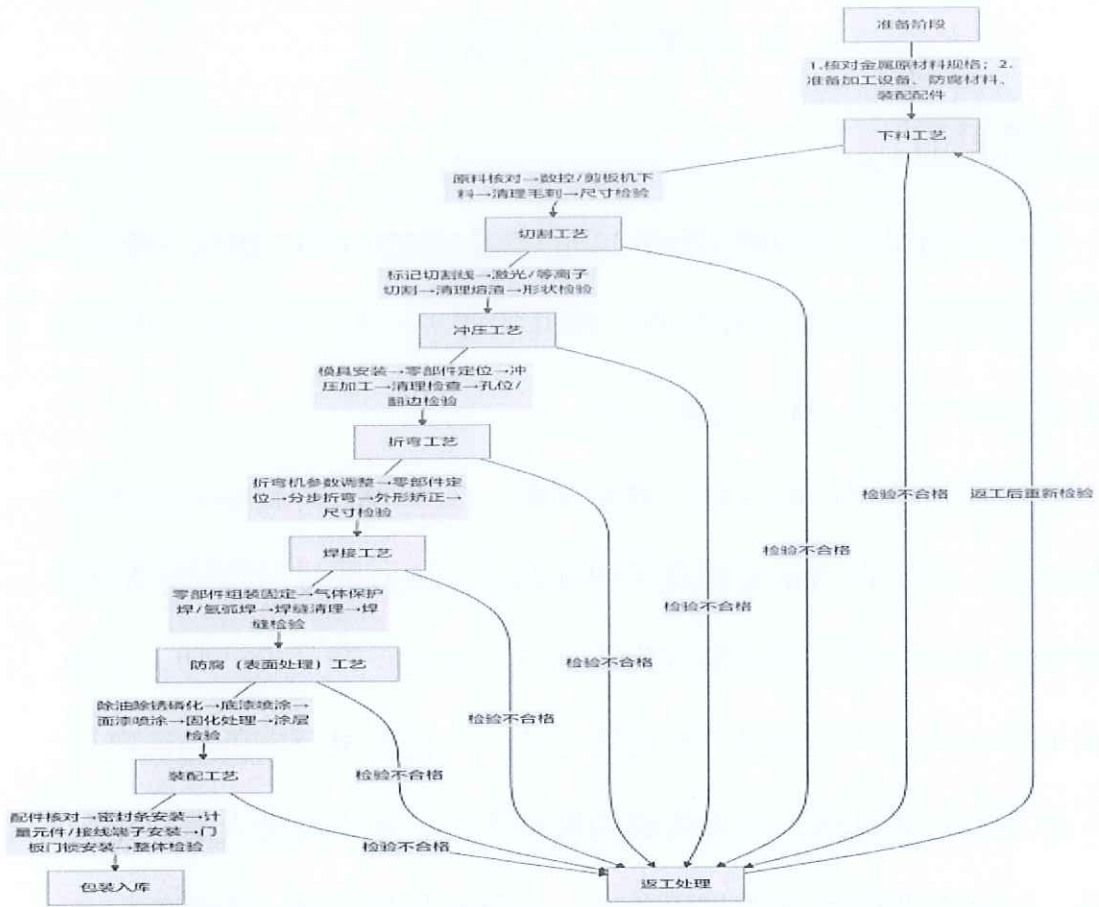 准备阶段
1.核对金属原材料规格；2.
准备加工设备、防腐材料、
装配配件
下料工艺
原料核对→数控/剪板机下
料→清理毛刺→尺寸检验
切割工艺
标记切割线→激光/等离子
切割→清理熔渣→形状检验
冲压工艺
模具安装→零部件定位→冲
压加工→清理检查→孔位/
翻边检验
折弯工艺
折弯机参数调整→零部件定
位→分步折弯→外形矫正→
尺寸检验
检验不合格
返工后重新检验
焊接工艺
检验不合格
零部件组装固定→气体保护
焊/氩弧焊→焊缝清理→焊
缝检验
检验不合格
防腐（表面处理）工艺
检验不合格
除油除锈磷化→底漆喷涂→
面漆喷涂→固化处理→涂层
检验
检验不合格
装配工艺
检验不合格
配件核对→密封条安装→计
量元件/接线端子安装→门
板门锁安装→整体检验
检验不合格
包装入库
返工处理